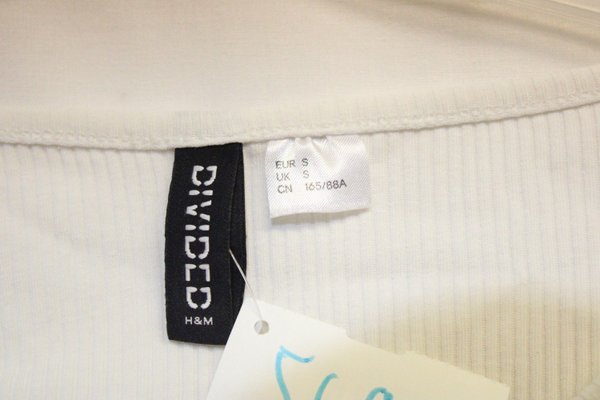 DIVIDED
H&M
EUR S
UK S
CN 165/88A